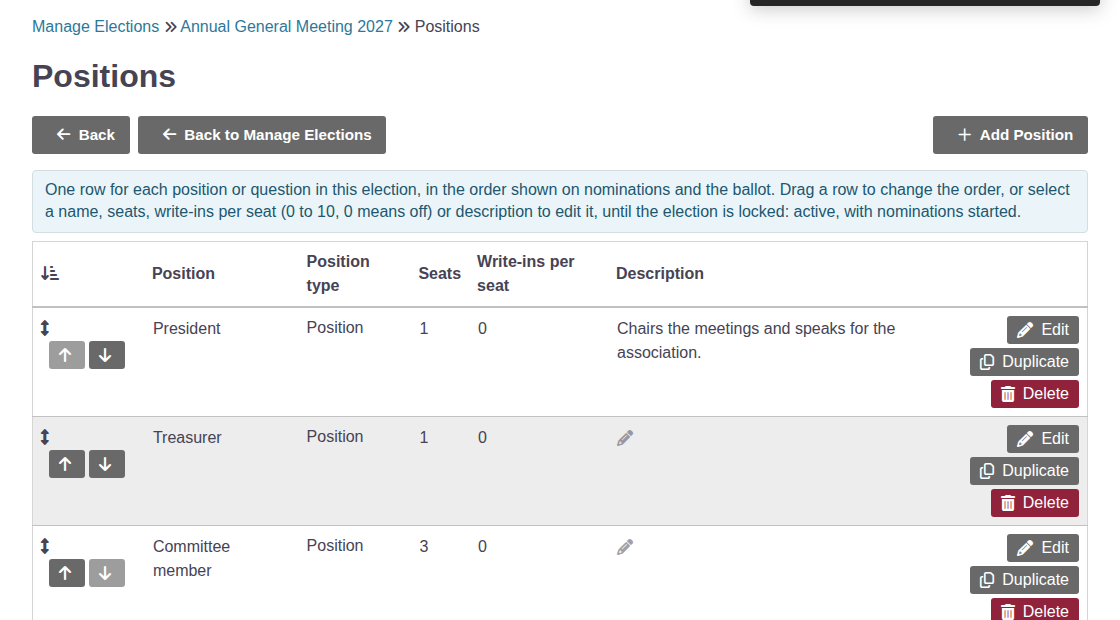 Manage Elections » Annual General Meeting 2027 » Positions
Positions
Back
Back to Manage Elections
Add Position
One row for each position or question in this election, in the order shown on nominations and the ballot. Drag a row to change the order, or select
a name, seats, write-ins per seat (0 to 10, 0 means off) or description to edit it, until the election is locked: active, with nominations started.
Position
Position type
Seats
Write-ins per seat
Description
President
Position
1
0
Chairs the meetings and speaks for the
association.
Edit
Duplicate
Delete
Treasurer
Position
1
0
Edit
Duplicate
Delete
Committee
member
Position
3
0
Edit
Duplicate
Delete